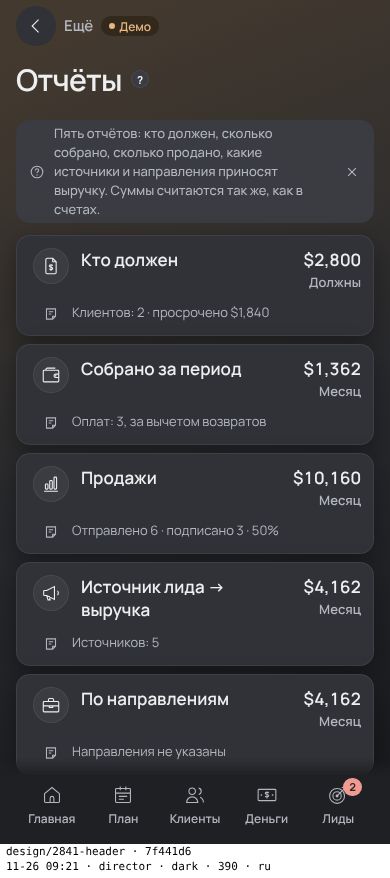 Ещё
Демо
Отчёты ?
Пять отчётов: кто должен, сколько
собрано, сколько продано, какие
источники и направления приносят
выручку. Суммы считаются так же, как в
счетах.
Кто должен
$2,800
Должны
Клиентов: 2 · просрочено $1,840
Собрано за период
$1,362
Месяц
Оплат: 3, за вычетом возвратов
Продажи
$10,160
Месяц
Отправлено 6 · подписано 3 · 50%
Источник лида →
выручка
$4,162
Месяц
Источников: 5
По направлениям
$4,162
Месяц
Направления не указаны
2
Главная
План
Клиенты
Деньги
Лиды
design/2841-header · 7f441d6
11-26 09:21 · director · dark · 390 · ru